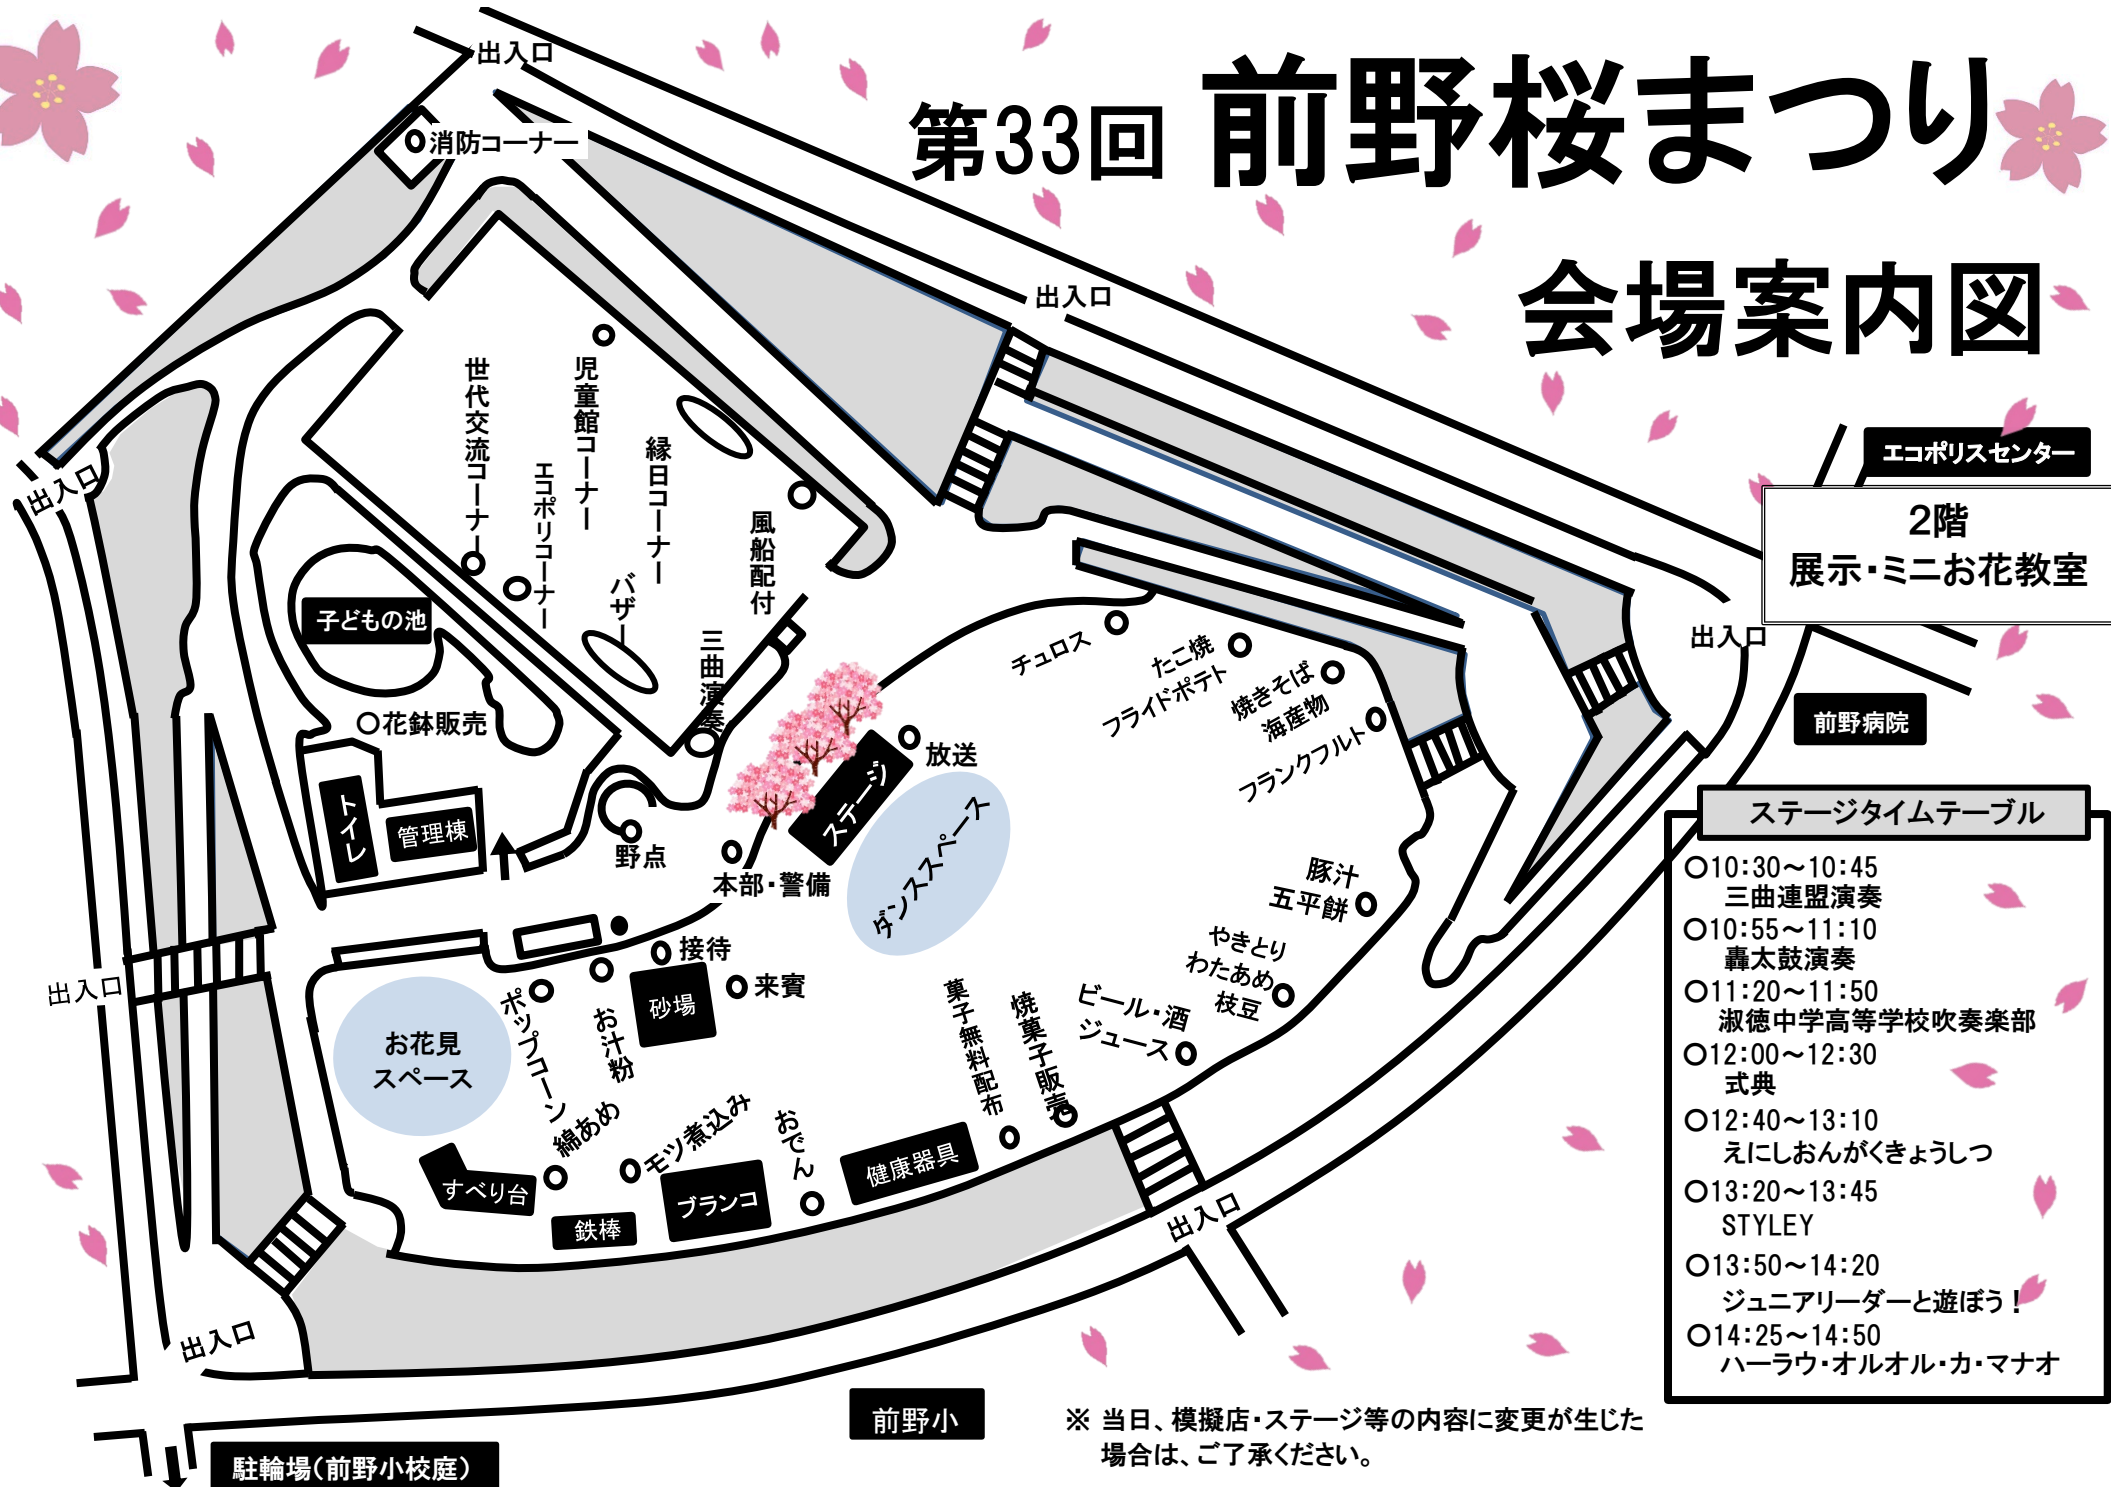 第33回 前野桜まつり
会場案内図
出入口
消防コーナー
出入口
世代交流コーナー
エコポリコーナー
児童館コーナー
縁日コーナー
バザー
風船配付
三曲演奏
出入口
子どもの池
花鉢販売
トイレ
管理棟
野点
本部・警備
ステージ
放送
ダンススペース
チュロス
たこ焼
フライドポテト
焼きそば
海産物
フランクフルト
豚汁
五平餅
やきとり
わたあめ
枝豆
ビール・酒
ジュース
焼菓子販売
菓子無料配布
接待
来賓
砂場
お汁粉
ポップコーン
綿あめ
モツ煮込み
おでん
お花見
スペース
すべり台
鉄棒
ブランコ
健康器具
出入口
出入口
出入口
出入口
エコポリスセンター
2階
展示・ミニお花教室
前野病院
ステージタイムテーブル
○10:30～10:45
三曲連盟演奏
○10:55～11:10
轟太鼓演奏
○11:20～11:50
淑徳中学高等学校吹奏楽部
○12:00～12:30
式典
○12:40～13:10
えにしおんがくきょうしつ
○13:20～13:45
STYLEY
○13:50～14:20
ジュニアリーダーと遊ぼう！
○14:25～14:50
ハーラウ・オルオル・カ・マナオ
前野小
駐輪場（前野小校庭）
※ 当日、模擬店・ステージ等の内容に変更が生じた
場合は、ご了承ください。